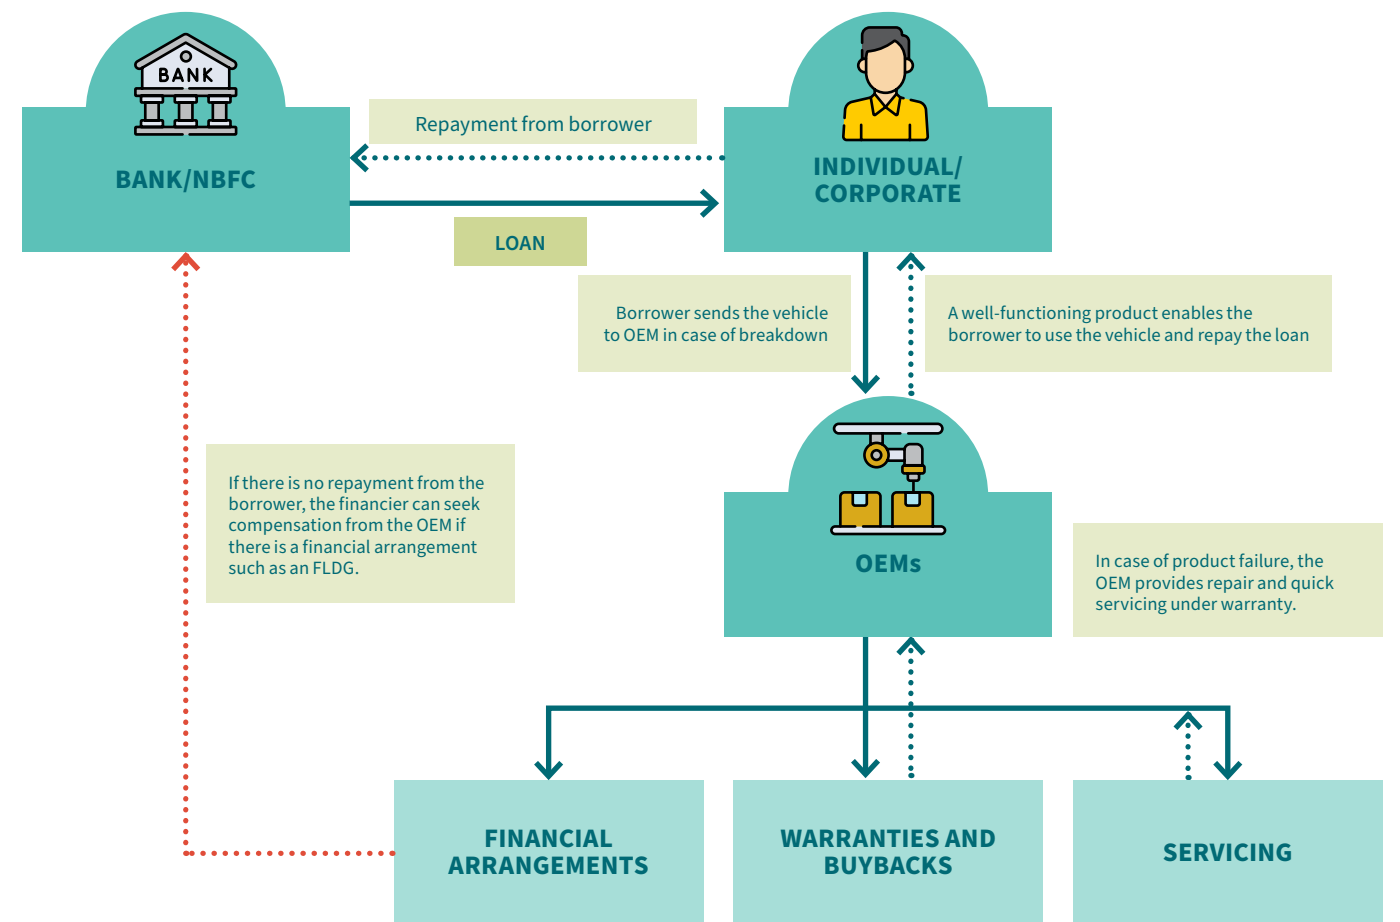 BANK
BANK/NBFC
Repayment from borrower
LOAN
INDIVIDUAL/
CORPORATE
Borrower sends the vehicle
to OEM in case of breakdown
A well-functioning product enables the
borrower to use the vehicle and repay the loan
If there is no repayment from the
borrower, the financier can seek
compensation from the OEM if
there is a financial arrangement
such as an FLDG.
OEMs
In case of product failure, the
OEM provides repair and quick
servicing under warranty.
FINANCIAL
ARRANGEMENTS
WARRANTIES AND
BUYBACKS
SERVICING